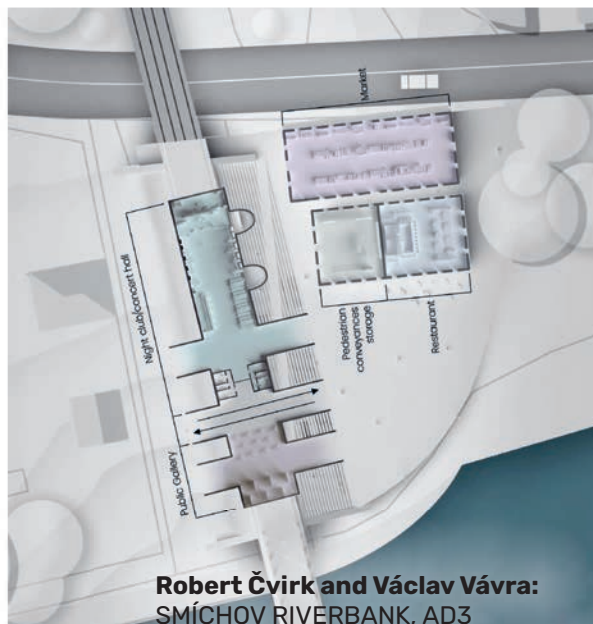 Market
Night club/concert hall
Pedestrian
conveyances
storage
Restaurant
Public Gallery
Robert Čvirk and Václav Vávra:
SMÍCHOV RIVERBANK, AD3